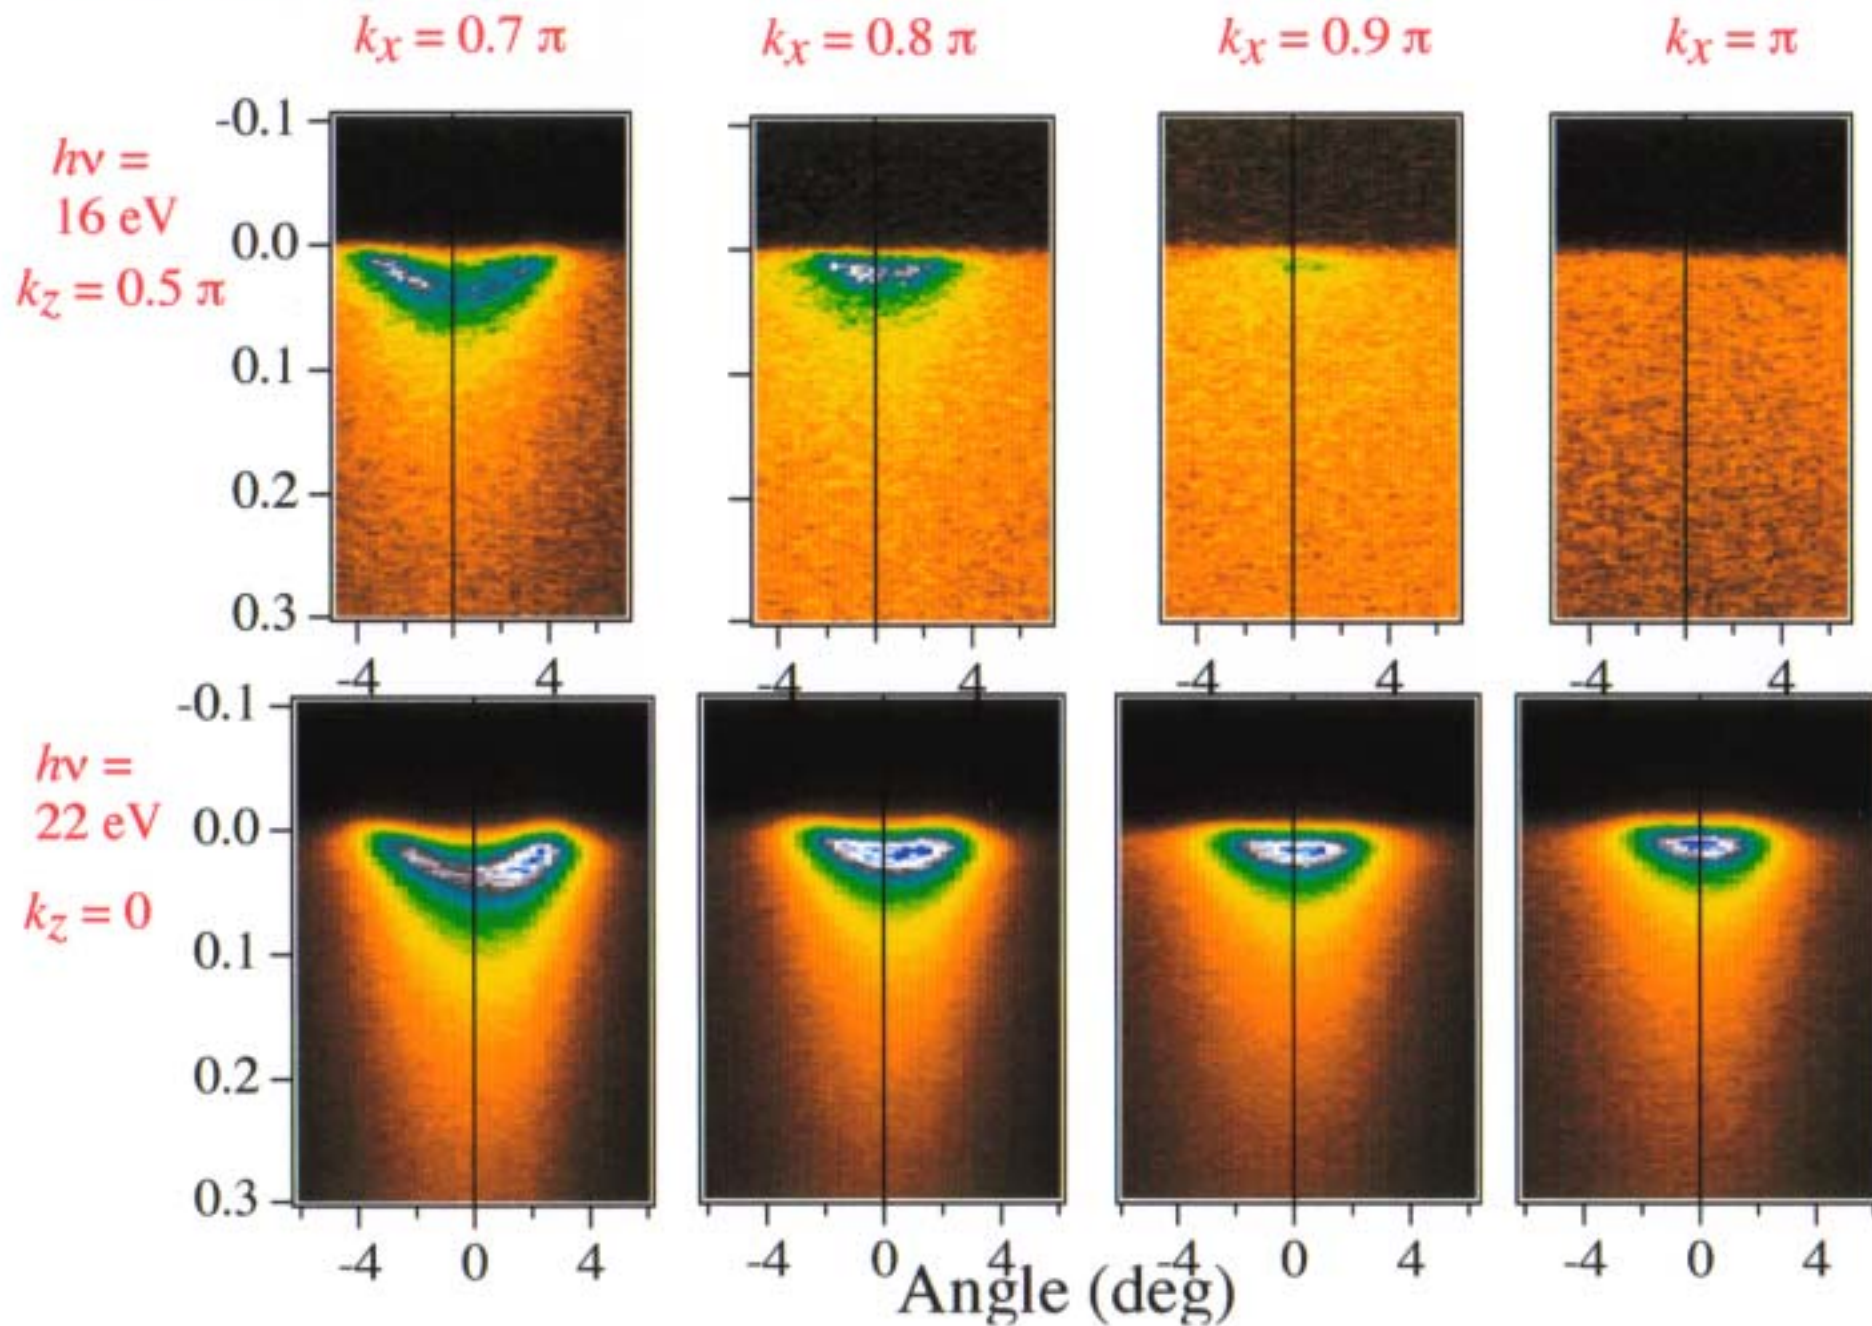 kx = 0.7 π kx = 0.8 π kx = 0.9 π kx = π
hν =
16 eV
kz = 0.5 π
-0.1
0.0
0.1
0.2
0.3
-4 4 -4 4 -4 4 -4 4
hν =
22 eV
kz = 0
-0.1
0.0
0.1
0.2
0.3
-4 0 4 -4 0 4 -4 0 4 -4 0 4
Angle (deg)